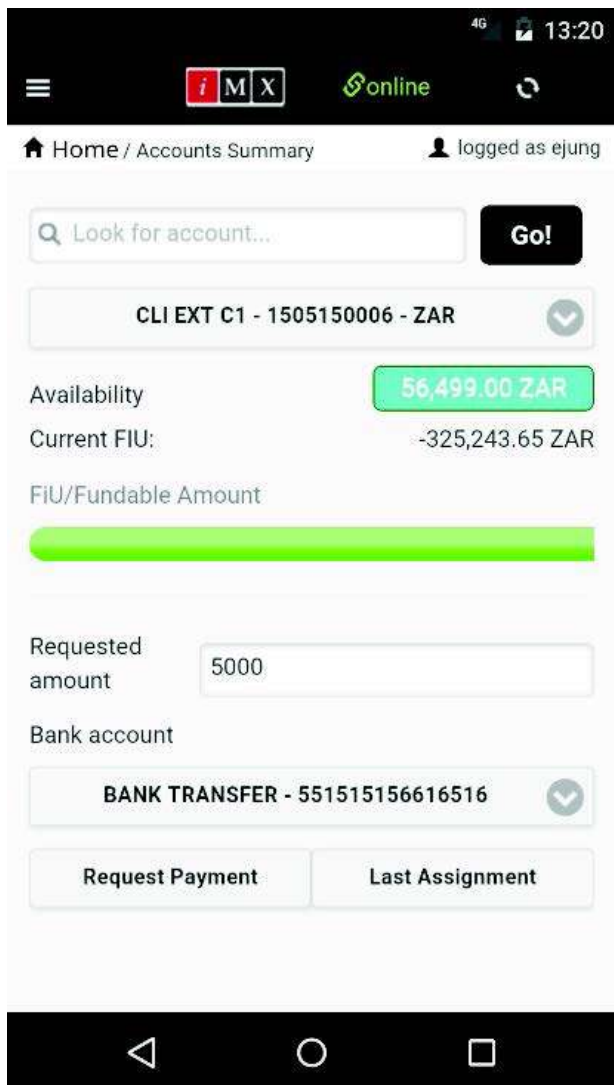 4G 13:20
iMX online
Home / Accounts Summary logged as ejung
Look for account... Go!
CLI EXT C1 - 1505150006 - ZAR
Availability 56,499.00 ZAR
Current FIU: -325,243.65 ZAR
FiU/Fundable Amount
Requested amount 5000
Bank account
BANK TRANSFER - 551515156616516
Request Payment Last Assignment